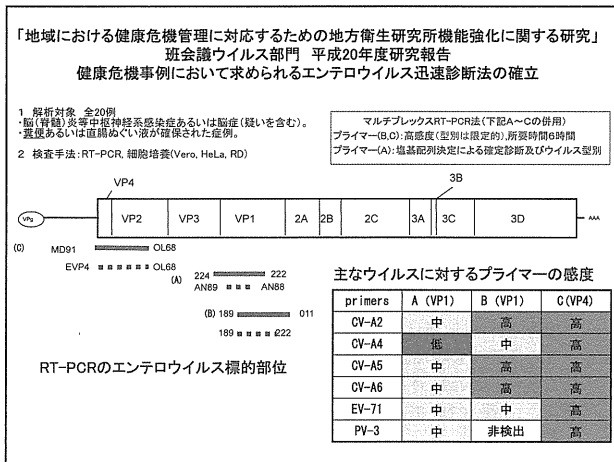 「地域における健康危機管理に対応するための地方衛生研究所機能強化に関する研究」
班会議ウイルス部門 平成20年度研究報告
健康危機事例において求められるエンテロウイルス迅速診断法の確立
1 解析対象 全20例
・脳(脊髄)炎等中枢神経系感染症あるいは脳症(疑いを含む)。
・糞便あるいは直腸ぬぐい液が確保された症例。
2 検査手法:RT-PCR, 細胞培養(Vero, HeLa, RD)
マルチプレックスRT-PCR法(下記A～Cの併用)
プライマー(B,C):高感度(型別は限定的),所要時間6時間
プライマー(A):塩基配列決定による確定診断及びウイルス型別
VP4 3B
VPg VP2 VP3 VP1 2A 2B 2C 3A 3C 3D AAA
(C) MD91 OL68
EVP4 OL68
(A) 224 222
AN89 AN88
(B) 189 011
189 222
RT-PCRのエンテロウイルス標的部位
主なウイルスに対するプライマーの感度
primers A (VP1) B (VP1) C(VP4)
CV-A2 中 高 高
CV-A4 低 中 高
CV-A5 中 高 高
CV-A6 中 高 高
EV-71 中 中 高
PV-3 中 非検出 高